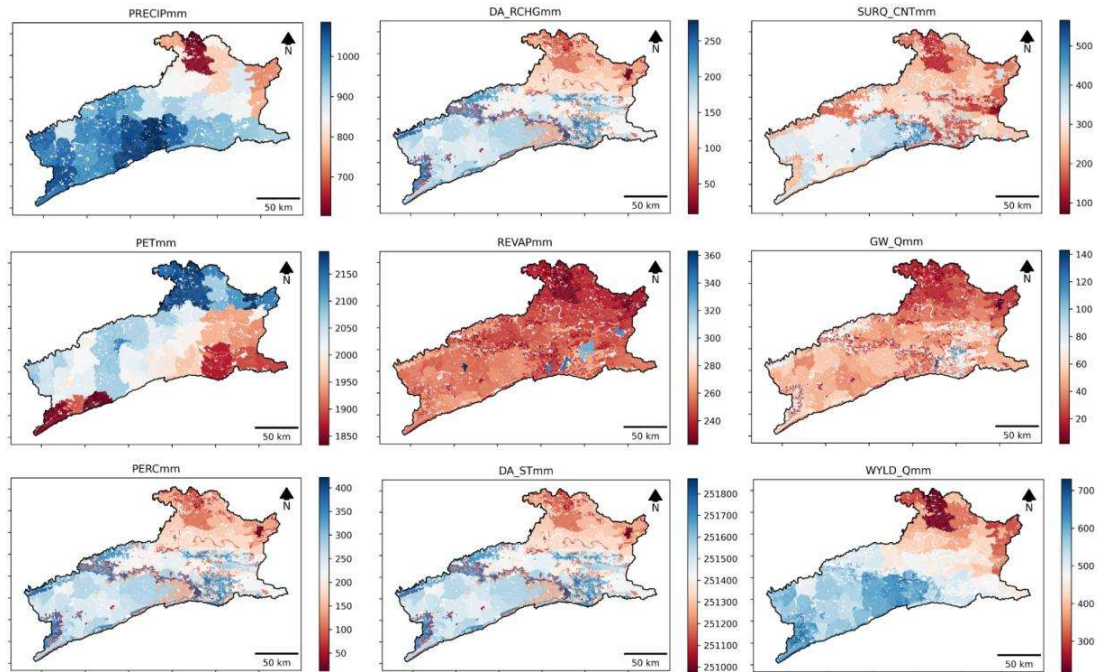 PRECIPmm
N
1000
900
800
700
50 km
DA_RCHGmm
N
250
200
150
100
50
50 km
SURQ_CNTmm
N
500
400
300
200
100
50 km
PETmm
N
2150
2100
2050
2000
1950
1900
1850
50 km
REVAPmm
N
360
340
320
300
280
260
240
50 km
GW_Qmm
N
140
120
100
80
60
40
20
50 km
PERCmm
N
400
350
300
250
200
150
100
50
50 km
DA_STmm
N
251800
251700
251600
251500
251400
251300
251200
251100
251000
50 km
WYLD_Qmm
N
700
600
500
400
300
50 km